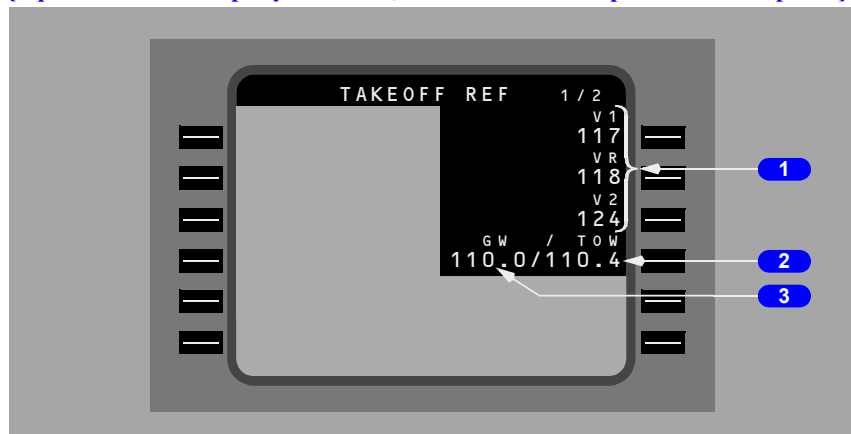 TAKEOFF REF 1/2
V1
117
VR
118
V2
124
GW / TOW
110.0/110.4
1
2
3